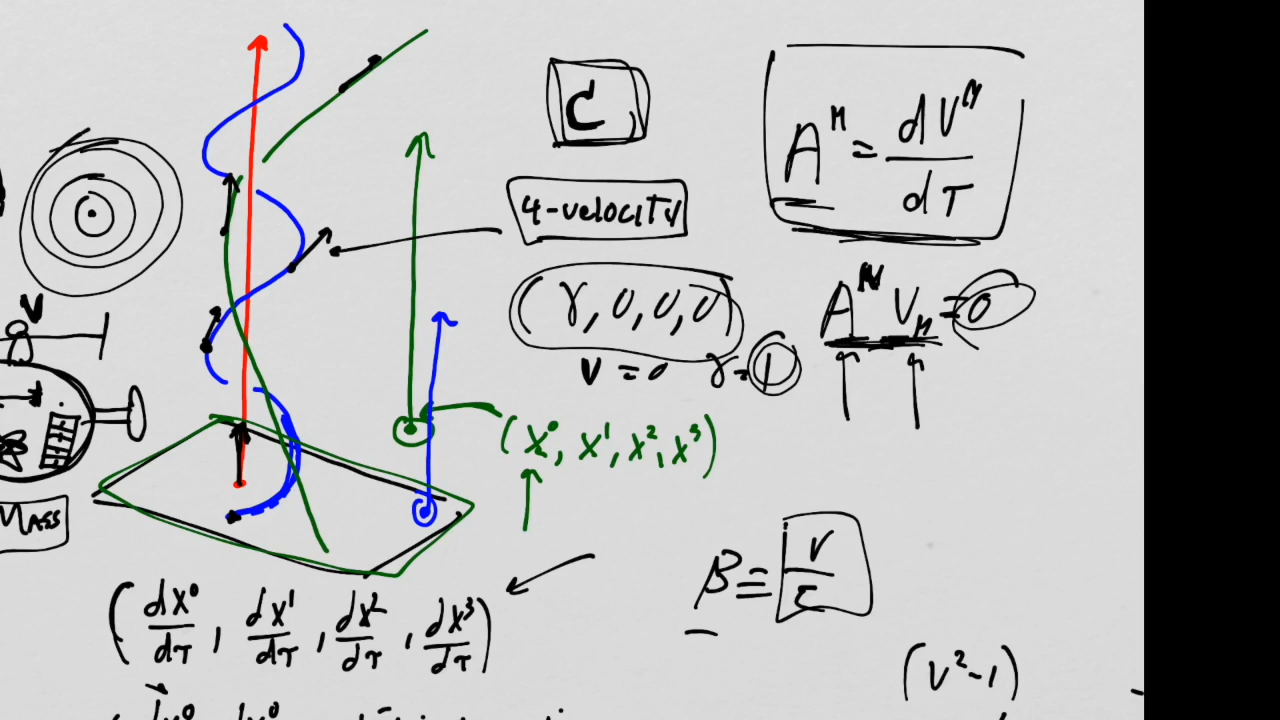 C
A^μ = dV^μ/dτ
4-velocity
(γ, 0, 0, 0)
A^μ V_μ = 0
V
v = 0 γ = 1
(X⁰, X¹, X², X³)
Mass
β ≡ v/c
(dX⁰/dτ, dX¹/dτ, dX²/dτ, dX³/dτ)
(v² - 1)